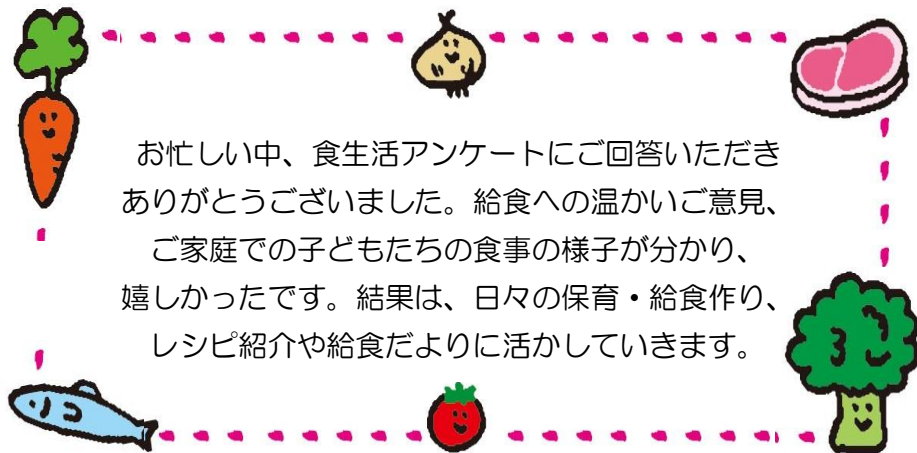 お忙しい中、食生活アンケートにご回答いただき
ありがとうございました。給食への温かいご意見、
ご家庭での子どもたちの食事の様子が分かり、
嬉しかったです。結果は、日々の保育・給食作り、
レシピ紹介や給食だよりに活かしていきます。